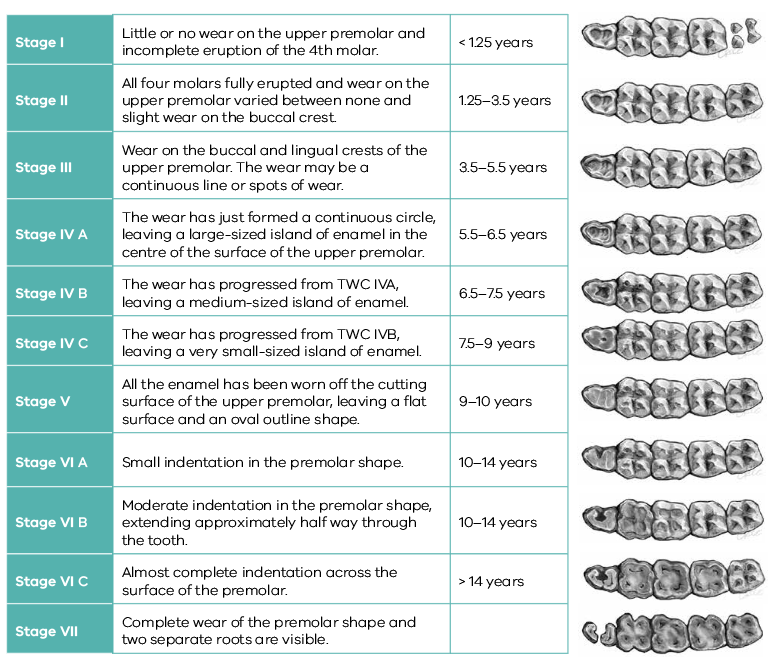 Stage I
Little or no wear on the upper premolar and
incomplete eruption of the 4th molar.
< 1.25 years
Stage II
All four molars fully erupted and wear on the
upper premolar varied between none and
slight wear on the buccal crest.
1.25–3.5 years
Stage III
Wear on the buccal and lingual crests of the
upper premolar. The wear may be a
continuous line or spots of wear.
3.5–5.5 years
Stage IV A
The wear has just formed a continuous circle,
leaving a large-sized island of enamel in the
centre of the surface of the upper premolar.
5.5–6.5 years
Stage IV B
The wear has progressed from TWC IVA,
leaving a medium-sized island of enamel.
6.5–7.5 years
Stage IV C
The wear has progressed from TWC IVB,
leaving a very small-sized island of enamel.
7.5–9 years
Stage V
All the enamel has been worn off the cutting
surface of the upper premolar, leaving a flat
surface and an oval outline shape.
9–10 years
Stage VI A
Small indentation in the premolar shape.
10–14 years
Stage VI B
Moderate indentation in the premolar shape,
extending approximately half way through
the tooth.
10–14 years
Stage VI C
Almost complete indentation across the
surface of the premolar.
> 14 years
Stage VII
Complete wear of the premolar shape and
two separate roots are visible.